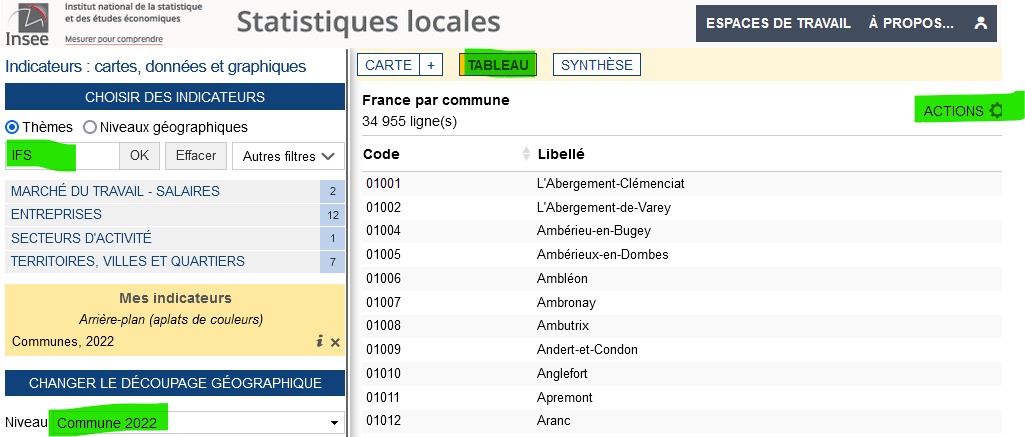 Institut national de la statistique
et des études économiques
Insee
Mesurer pour comprendre
Statistiques locales
ESPACES DE TRAVAIL À PROPOS...
Indicateurs : cartes, données et graphiques
CHOISIR DES INDICATEURS
Thèmes Niveaux géographiques
IFS OK Effacer Autres filtres
MARCHÉ DU TRAVAIL - SALAIRES 2
ENTREPRISES 12
SECTEURS D'ACTIVITÉ 1
TERRITOIRES, VILLES ET QUARTIERS 7
Mes indicateurs
Arrière-plan (aplats de couleurs)
Communes, 2022 i ×
CHANGER LE DÉCOUPAGE GÉOGRAPHIQUE
Niveau Commune 2022
CARTE + TABLEAU SYNTHÈSE
France par commune
34 955 ligne(s)
ACTIONS
Code Libellé
01001 L'Abergement-Clémenciat
01002 L'Abergement-de-Varey
01004 Ambérieu-en-Bugey
01005 Ambérieux-en-Dombes
01006 Ambléon
01007 Ambronay
01008 Ambutrix
01009 Andert-et-Condon
01010 Anglefort
01011 Apremont
01012 Aranc